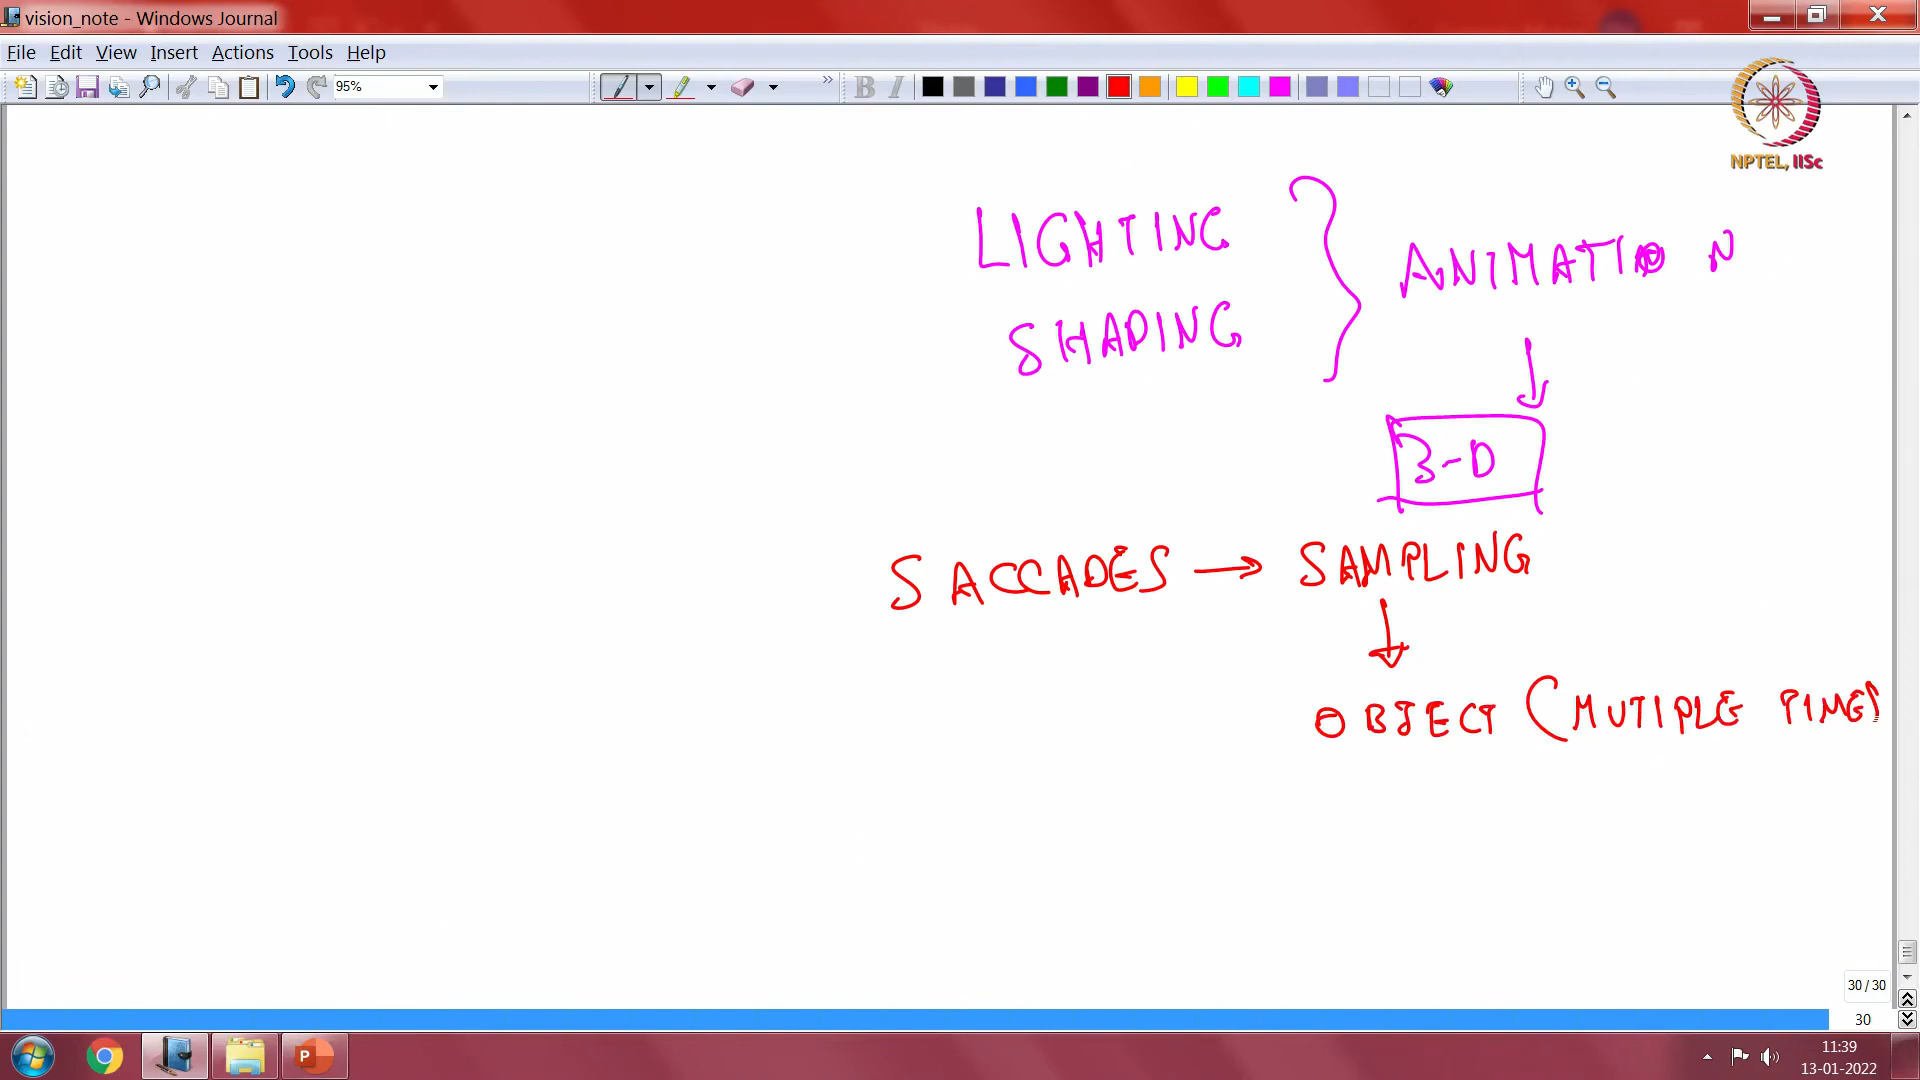 vision_note - Windows Journal
File Edit View Insert Actions Tools Help
95%
B I
NPTEL, IISc
LIGHTING
SHADING
ANIMATION
3-D
SACCADES → SAMPLING
OBJECT (MUTIPLE TIMES
30 / 30
30
P
11:39
13-01-2022